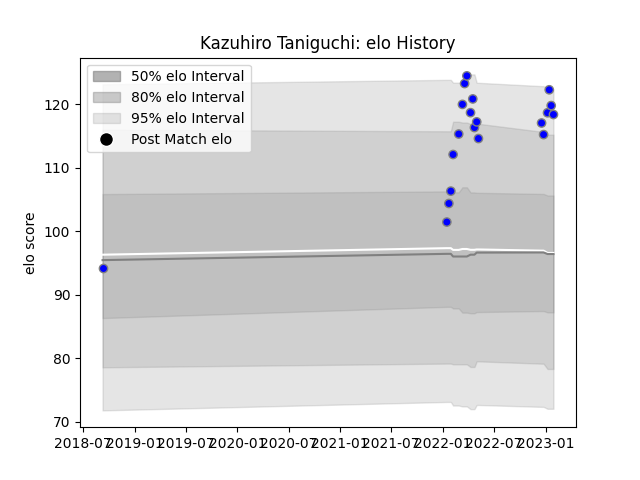 Kazuhiro Taniguchi: elo History
50% elo Interval
80% elo Interval
95% elo Interval
Post Match elo
elo score
120
110
100
90
80
70
2018-07 2019-01 2019-07 2020-01 2020-07 2021-01 2021-07 2022-01 2022-07 2023-01